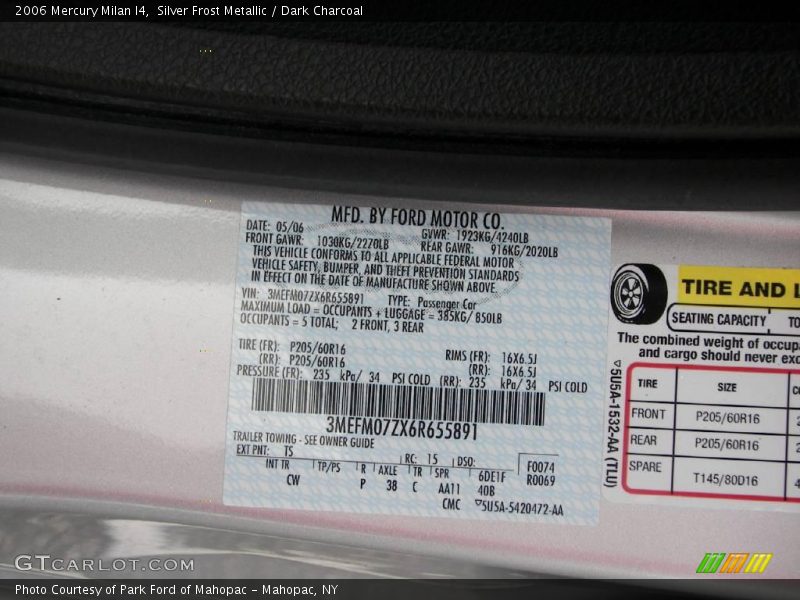 2006 Mercury Milan I4,  Silver Frost Metallic / Dark Charcoal
MFD. BY FORD MOTOR CO.
DATE: 05/06 GVWR: 1923KG/4240LB
FRONT GAWR: 1030KG/2270LB REAR GAWR: 916KG/2020LB
THIS VEHICLE CONFORMS TO ALL APPLICABLE FEDERAL MOTOR
VEHICLE SAFETY, BUMPER, AND THEFT PREVENTION STANDARDS
IN EFFECT ON THE DATE OF MANUFACTURE SHOWN ABOVE.
VIN: 3MEFM07ZX6R655891 TYPE: Passenger Car
MAXIMUM LOAD = OCCUPANTS + LUGGAGE = 385KG/ 850LB
OCCUPANTS = 5 TOTAL; 2 FRONT, 3 REAR
TIRE (FR): P205/60R16 RIMS (FR): 16X6.5J
(RR): P205/60R16 (RR): 16X6.5J
PRESSURE (FR): 235 kPa/ 34 PSI COLD (RR): 235 kPa/ 34 PSI COLD
3MEFM07ZX6R655891
TRAILER TOWING - SEE OWNER GUIDE
EXT PNT: TS RC: 15 DSO: F0074
INT TR TP/PS R AXLE TR SPR 6DE1F R0069
CW P 38 C AA11 40B
CMC ▽5U5A-5420472-AA
TIRE AND L
SEATING CAPACITY TO
The combined weight of occupa
and cargo should never exc
▽5U5A-1532-AA (TLU)
TIRE SIZE
FRONT P205/60R16
REAR P205/60R16
SPARE T145/80D16
GTCARLOT.COM
Photo Courtesy of Park Ford of Mahopac - Mahopac, NY